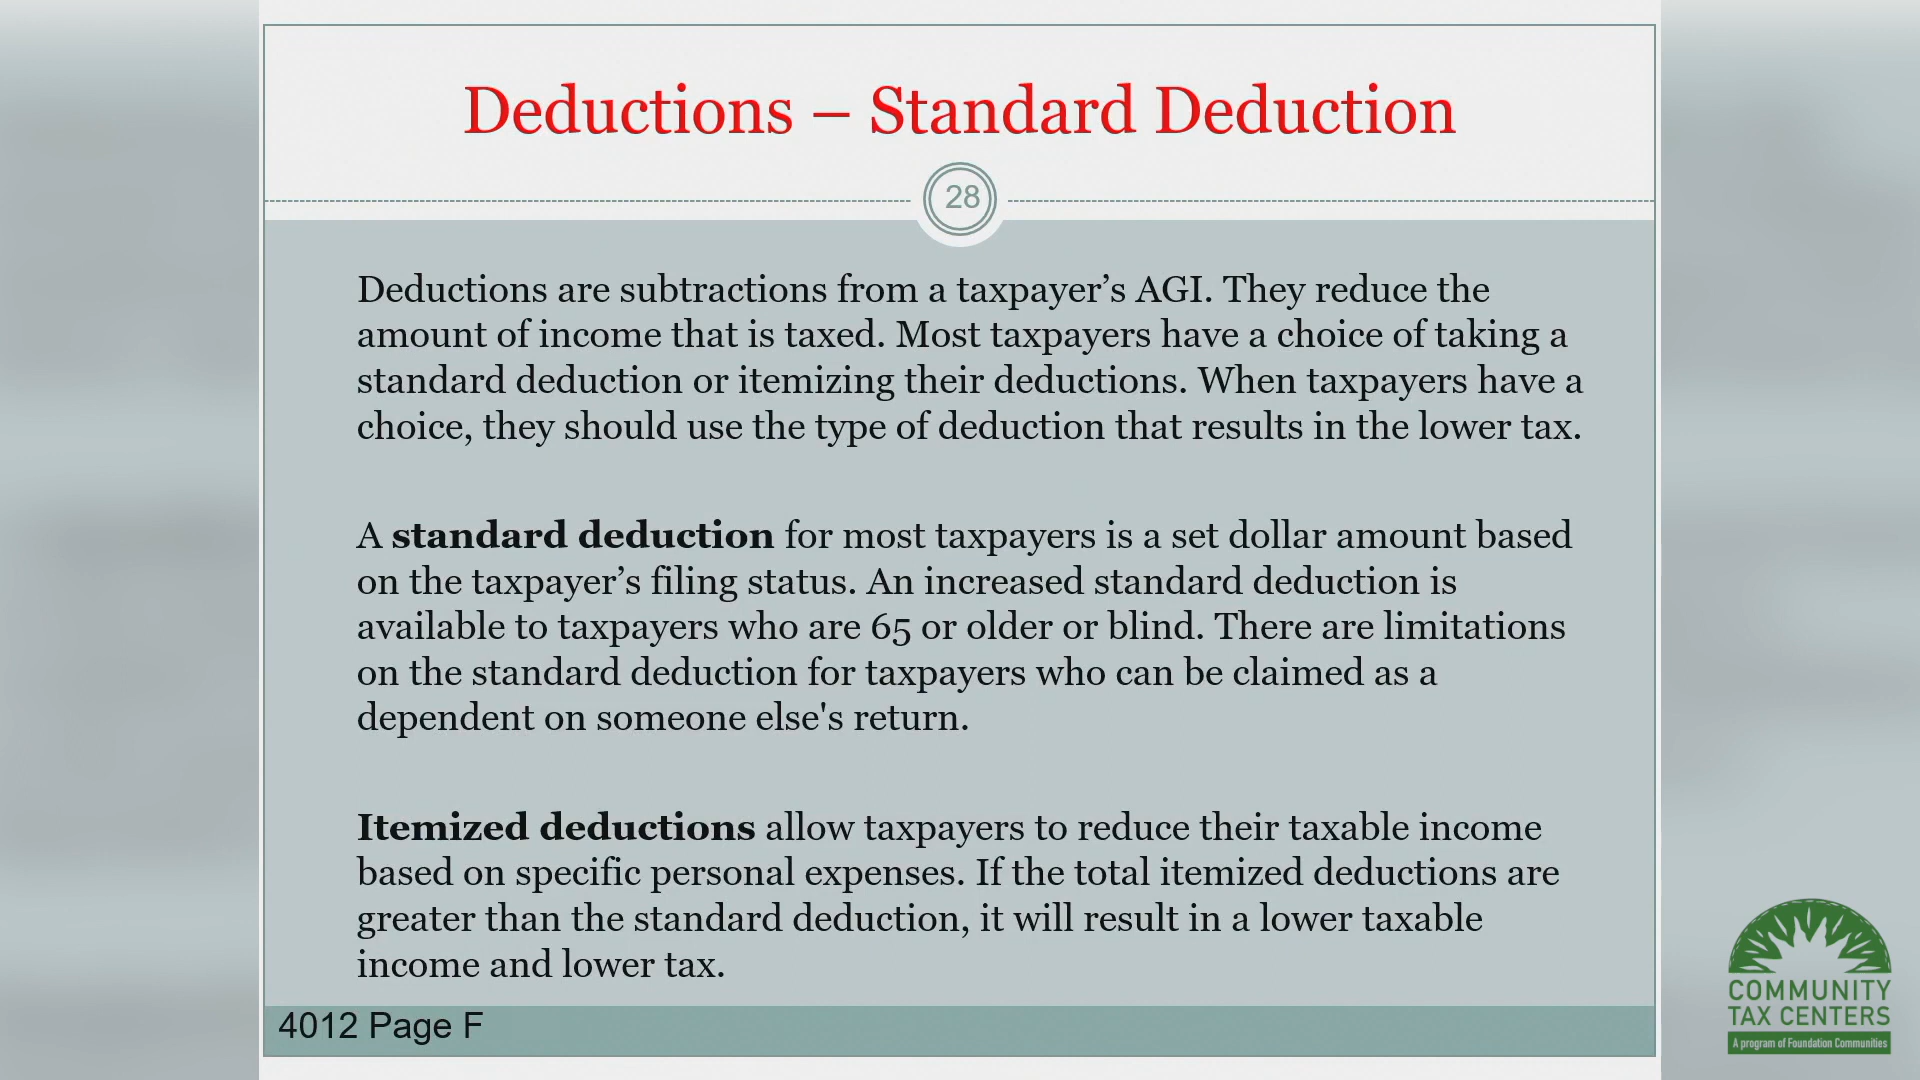 Deductions – Standard Deduction
28
Deductions are subtractions from a taxpayer’s AGI. They reduce the
amount of income that is taxed. Most taxpayers have a choice of taking a
standard deduction or itemizing their deductions. When taxpayers have a
choice, they should use the type of deduction that results in the lower tax.
A standard deduction for most taxpayers is a set dollar amount based
on the taxpayer’s filing status. An increased standard deduction is
available to taxpayers who are 65 or older or blind. There are limitations
on the standard deduction for taxpayers who can be claimed as a
dependent on someone else's return.
Itemized deductions allow taxpayers to reduce their taxable income
based on specific personal expenses. If the total itemized deductions are
greater than the standard deduction, it will result in a lower taxable
income and lower tax.
4012 Page F
COMMUNITY
TAX CENTERS
A program of Foundation Communities